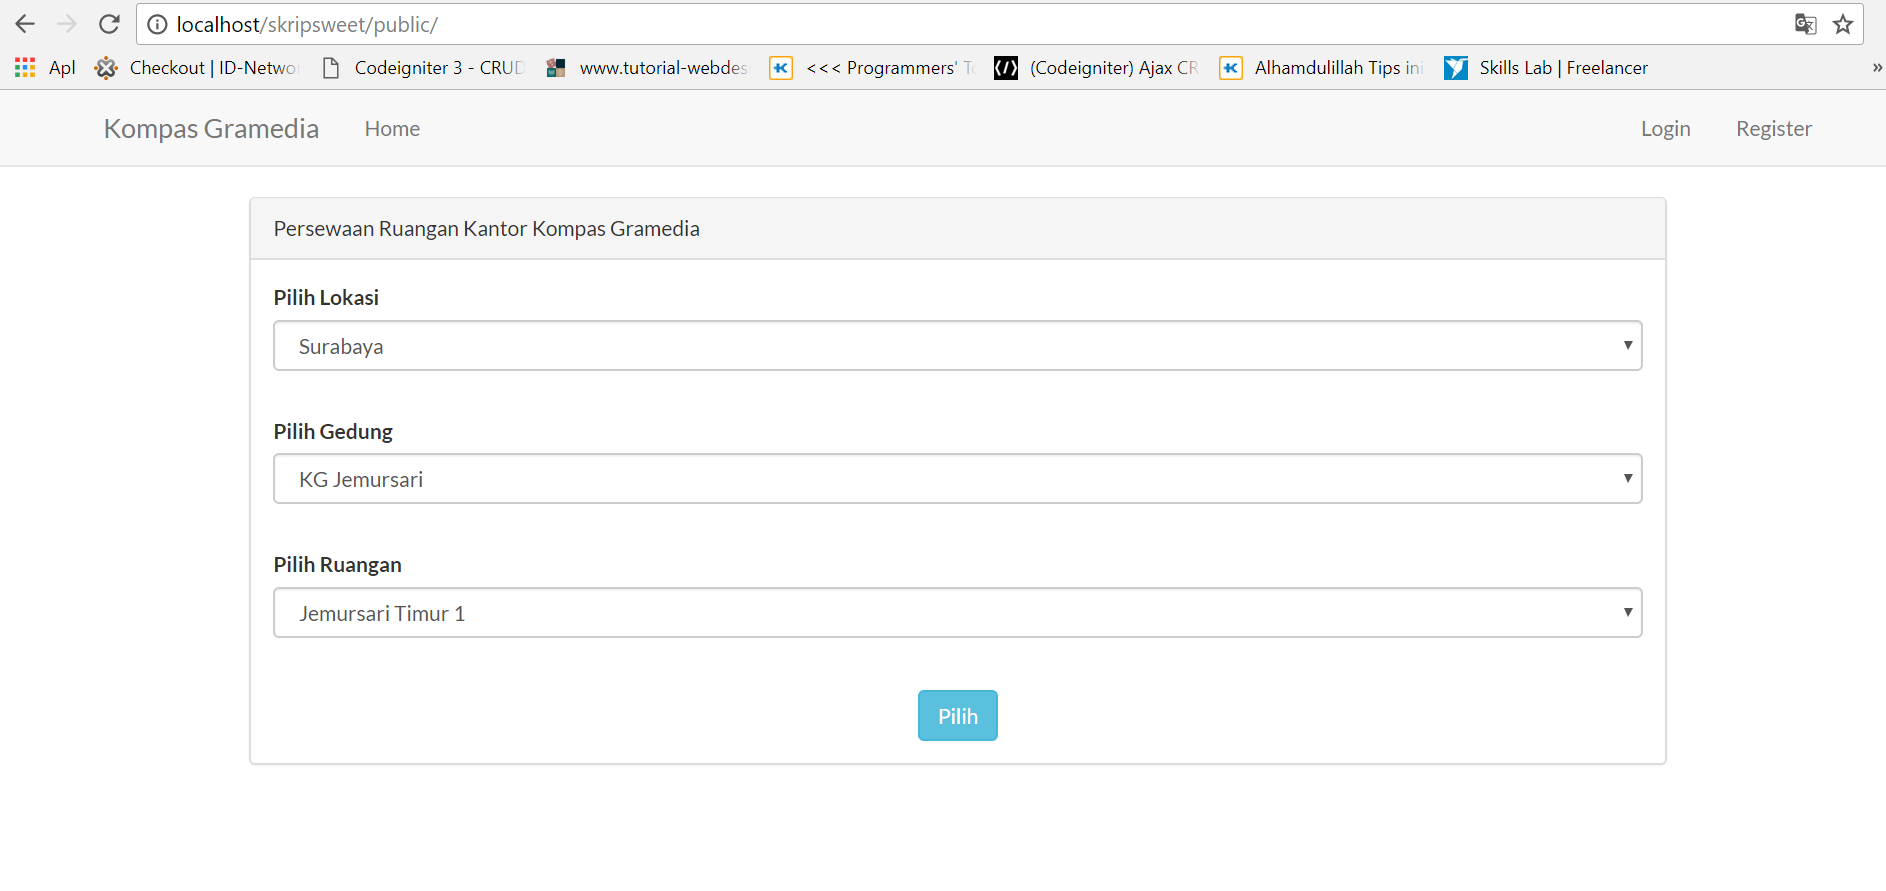 localhost/skripsweet/public/
Apl Checkout | ID-Netwo Codeigniter 3 - CRUD www.tutorial-webdes <<< Programmers' T (Codeigniter) Ajax CR Alhamdulillah Tips ini Skills Lab | Freelancer »
Kompas Gramedia Home Login Register
Persewaan Ruangan Kantor Kompas Gramedia
Pilih Lokasi
Surabaya
Pilih Gedung
KG Jemursari
Pilih Ruangan
Jemursari Timur 1
Pilih